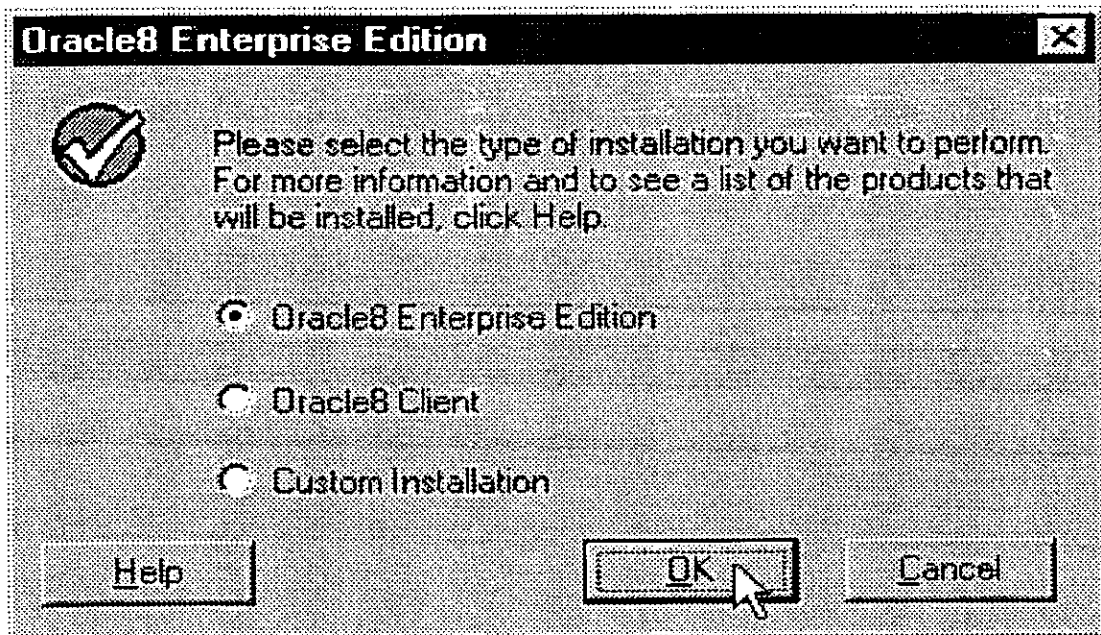 Oracle8 Enterprise Edition
Please select the type of installation you want to perform.
For more information and to see a list of the products that
will be installed, click Help.
Oracle8 Enterprise Edition
Oracle8 Client
Custom Installation
Help
OK
Cancel